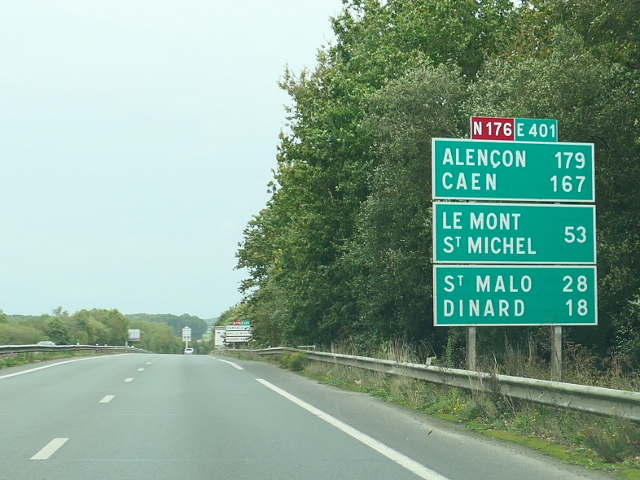 N 176 E 401
ALENÇON 179
CAEN 167
LE MONT
ST MICHEL 53
ST MALO 28
DINARD 18